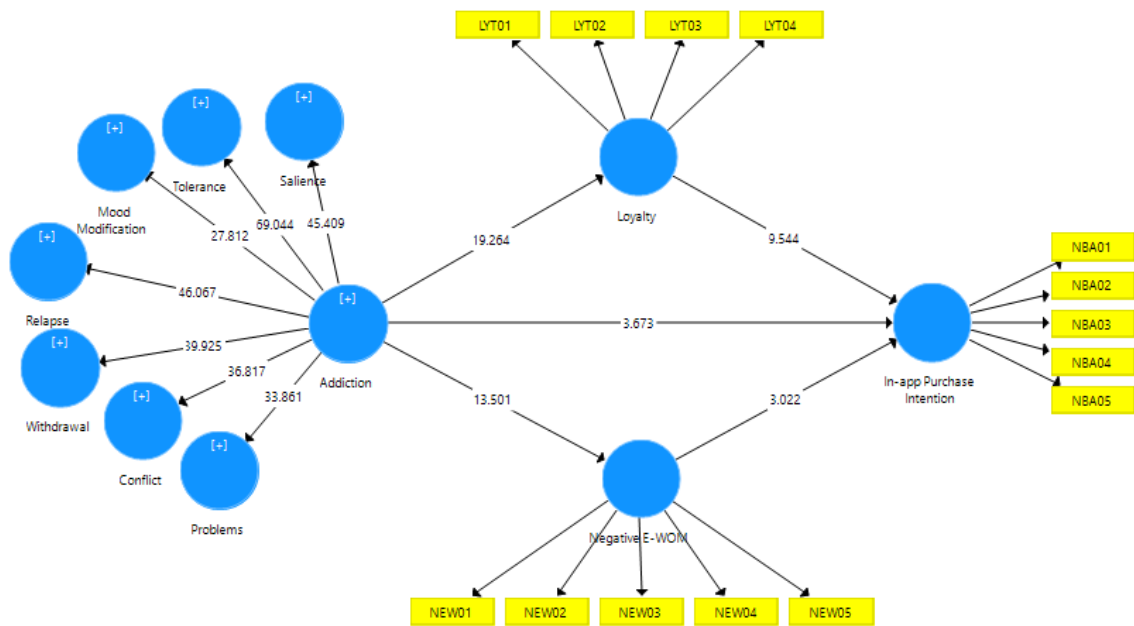 LYT01
LYT02
LYT03
LYT04
[+]
[+]
[+]
Salience
Tolerance
Mood
Modification
Loyalty
69.044
45.409
27.812
19.264
9.544
[+]
Relapse
46.067
[+]
Addiction
3.673
In-app Purchase
Intention
NBA01
NBA02
NBA03
NBA04
NBA05
[+]
Withdrawal
39.925
[+]
Conflict
36.817
[+]
Problems
33.861
13.501
3.022
Negative E-WOM
NEW01
NEW02
NEW03
NEW04
NEW05